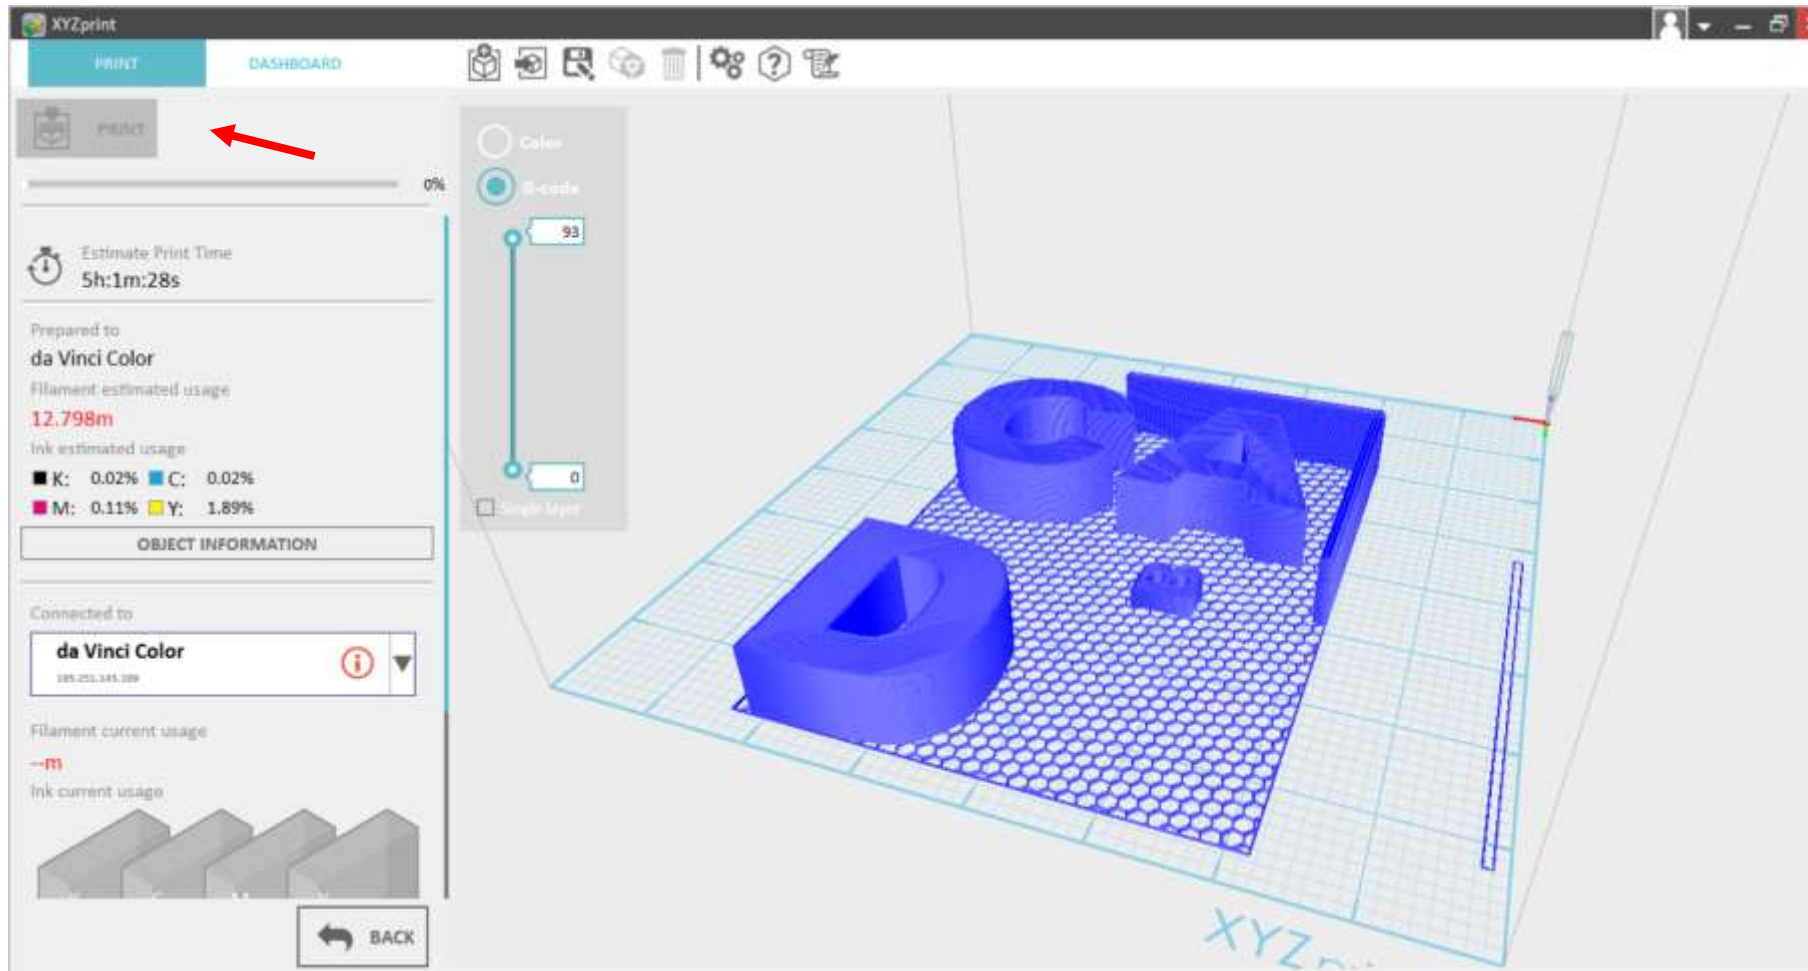 XYZprint
PRINT
DASHBOARD
PRINT
0%
Estimate Print Time
5h:1m:28s
Prepared to
da Vinci Color
Filament estimated usage
12.798m
Ink estimated usage
K: 0.02% C: 0.02%
M: 0.11% Y: 1.89%
OBJECT INFORMATION
Connected to
da Vinci Color
Filament current usage
--m
Ink current usage
BACK
Color
G-code
93
0
Single layer